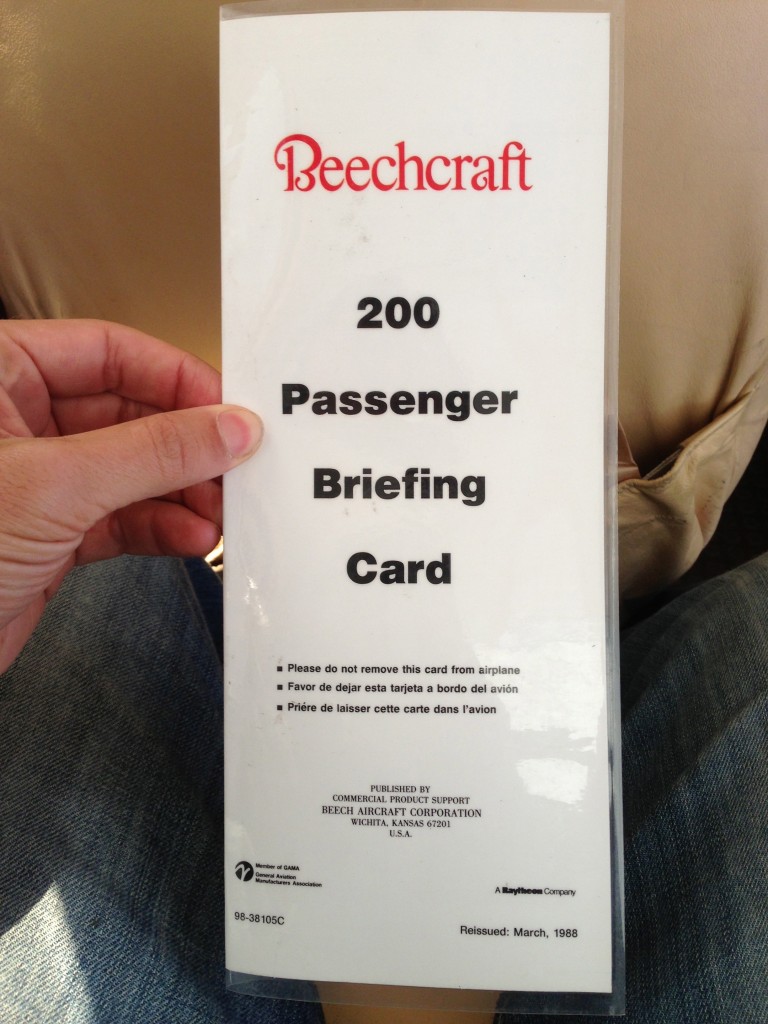 Beechcraft
200
Passenger
Briefing
Card
▪ Please do not remove this card from airplane
▪ Favor de dejar esta tarjeta a bordo del avión
▪ Priére de laisser cette carte dans l'avion
PUBLISHED BY
COMMERCIAL PRODUCT SUPPORT
BEECH AIRCRAFT CORPORATION
WICHITA, KANSAS 67201
U.S.A.
Member of GAMA
General Aviation
Manufacturers Association
A Raytheon Company
98-38105C
Reissued: March, 1988